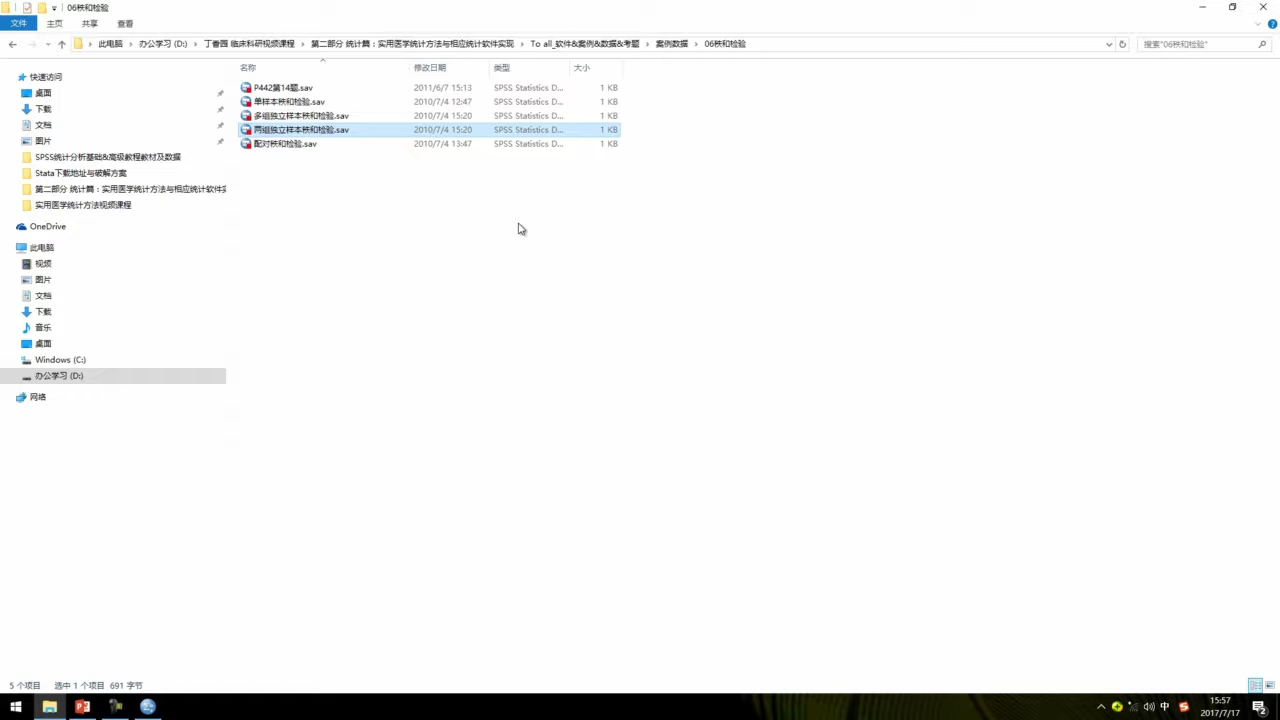 06秩和检验
文件 主页 共享 查看
此电脑 › 办公学习 (D:) › 丁香园 临床科研视频课程 › 第二部分 统计篇：实用医学统计方法与相应统计软件实现 › To all_软件&案例&数据&考题 › 案例数据 › 06秩和检验
搜索"06秩和检验"
名称 修改日期 类型 大小
P442第14题.sav 2011/6/7 15:13 SPSS Statistics D... 1 KB
单样本秩和检验.sav 2010/7/4 12:47 SPSS Statistics D... 1 KB
多组独立样本秩和检验.sav 2010/7/4 15:20 SPSS Statistics D... 1 KB
两组独立样本秩和检验.sav 2010/7/4 15:20 SPSS Statistics D... 1 KB
配对秩和检验.sav 2010/7/4 13:47 SPSS Statistics D... 1 KB
快速访问
桌面
下载
文档
图片
SPSS统计分析基础&高级教程教材及数据
Stata下载地址与破解方案
第二部分 统计篇：实用医学统计方法与相应统计软件实
实用医学统计方法视频课程
OneDrive
此电脑
视频
图片
文档
下载
音乐
桌面
Windows (C:)
办公学习 (D:)
网络
5 个项目 选中 1 个项目 691 字节
中
15:57
2017/7/17
2